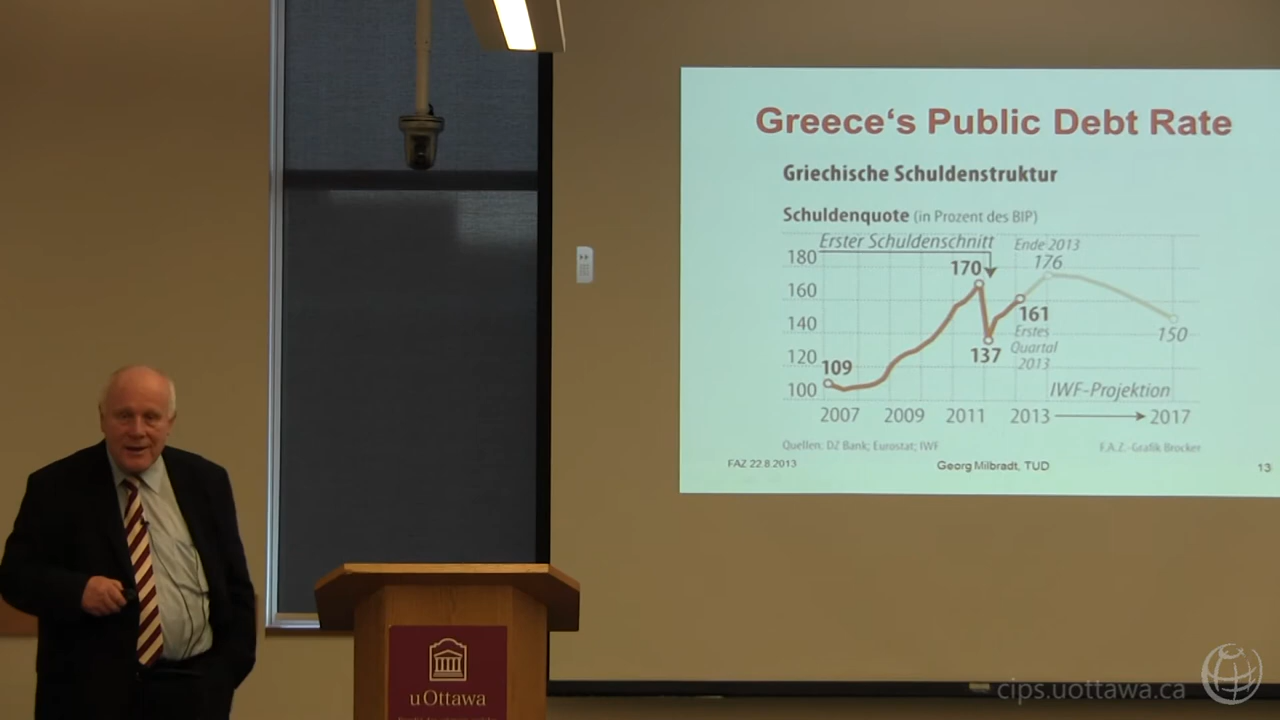 Greece‘s Public Debt Rate
Griechische Schuldenstruktur
Schuldenquote (in Prozent des BIP)
Erster Schuldenschnitt
Ende 2013
180
170
176
160
161
140
Erstes
Quartal
2013
137
150
120
109
100
IWF-Projektion
2007 2009 2011 2013 2017
Quellen: DZ Bank; Eurostat; IWF
F.A.Z.-Grafik Brocker
FAZ 22.8.2013
Georg Milbradt, TUD
13
uOttawa
cips.uottawa.ca